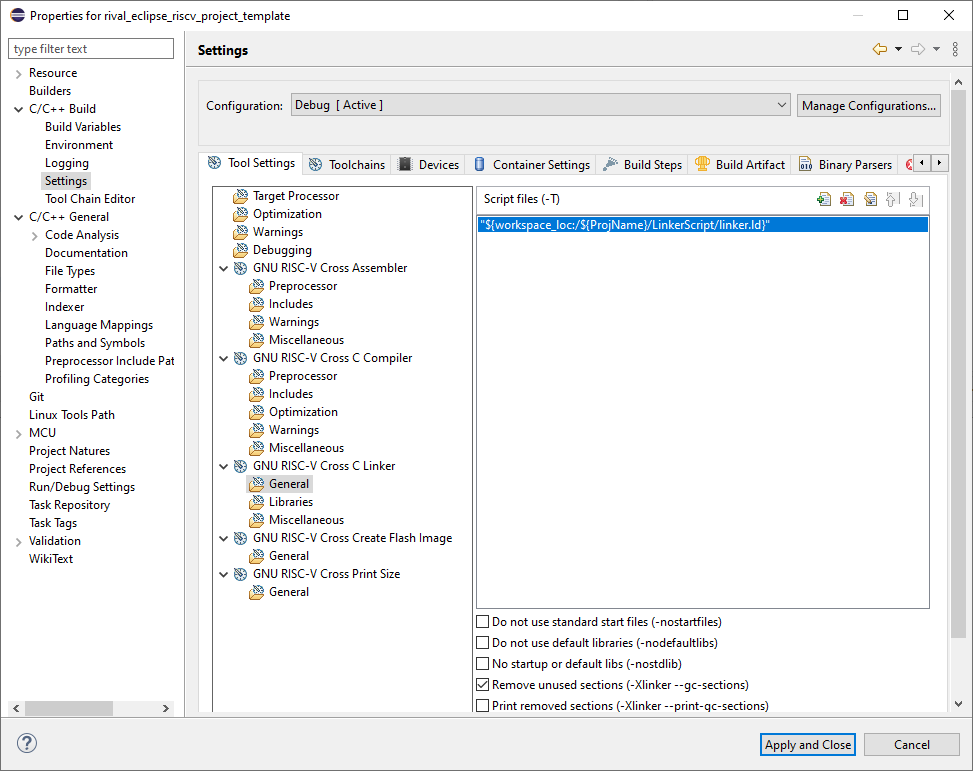 Properties for rival_eclipse_riscv_project_template
type filter text
Resource
Builders
C/C++ Build
Build Variables
Environment
Logging
Settings
Tool Chain Editor
C/C++ General
Code Analysis
Documentation
File Types
Formatter
Indexer
Language Mappings
Paths and Symbols
Preprocessor Include Pat
Profiling Categories
Git
Linux Tools Path
MCU
Project Natures
Project References
Run/Debug Settings
Task Repository
Task Tags
Validation
WikiText
Settings
Configuration:
Debug [ Active ]
Manage Configurations...
Tool Settings
Toolchains
Devices
Container Settings
Build Steps
Build Artifact
Binary Parsers
Target Processor
Optimization
Warnings
Debugging
GNU RISC-V Cross Assembler
Preprocessor
Includes
Warnings
Miscellaneous
GNU RISC-V Cross C Compiler
Preprocessor
Includes
Optimization
Warnings
Miscellaneous
GNU RISC-V Cross C Linker
General
Libraries
Miscellaneous
GNU RISC-V Cross Create Flash Image
General
GNU RISC-V Cross Print Size
General
Script files (-T)
"${workspace_loc:/${ProjName}/LinkerScript/linker.ld}"
Do not use standard start files (-nostartfiles)
Do not use default libraries (-nodefaultlibs)
No startup or default libs (-nostdlib)
Remove unused sections (-Xlinker --gc-sections)
Print removed sections (-Xlinker --print-gc-sections)
Apply and Close
Cancel